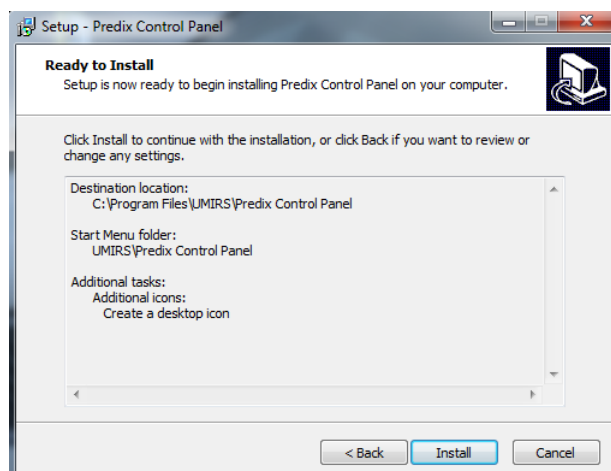 Setup - Predix Control Panel
Ready to Install
Setup is now ready to begin installing Predix Control Panel on your computer.
Click Install to continue with the installation, or click Back if you want to review or
change any settings.
Destination location:
C:\Program Files\UMIRS\Predix Control Panel
Start Menu folder:
UMIRS\Predix Control Panel
Additional tasks:
Additional icons:
Create a desktop icon
< Back Install Cancel